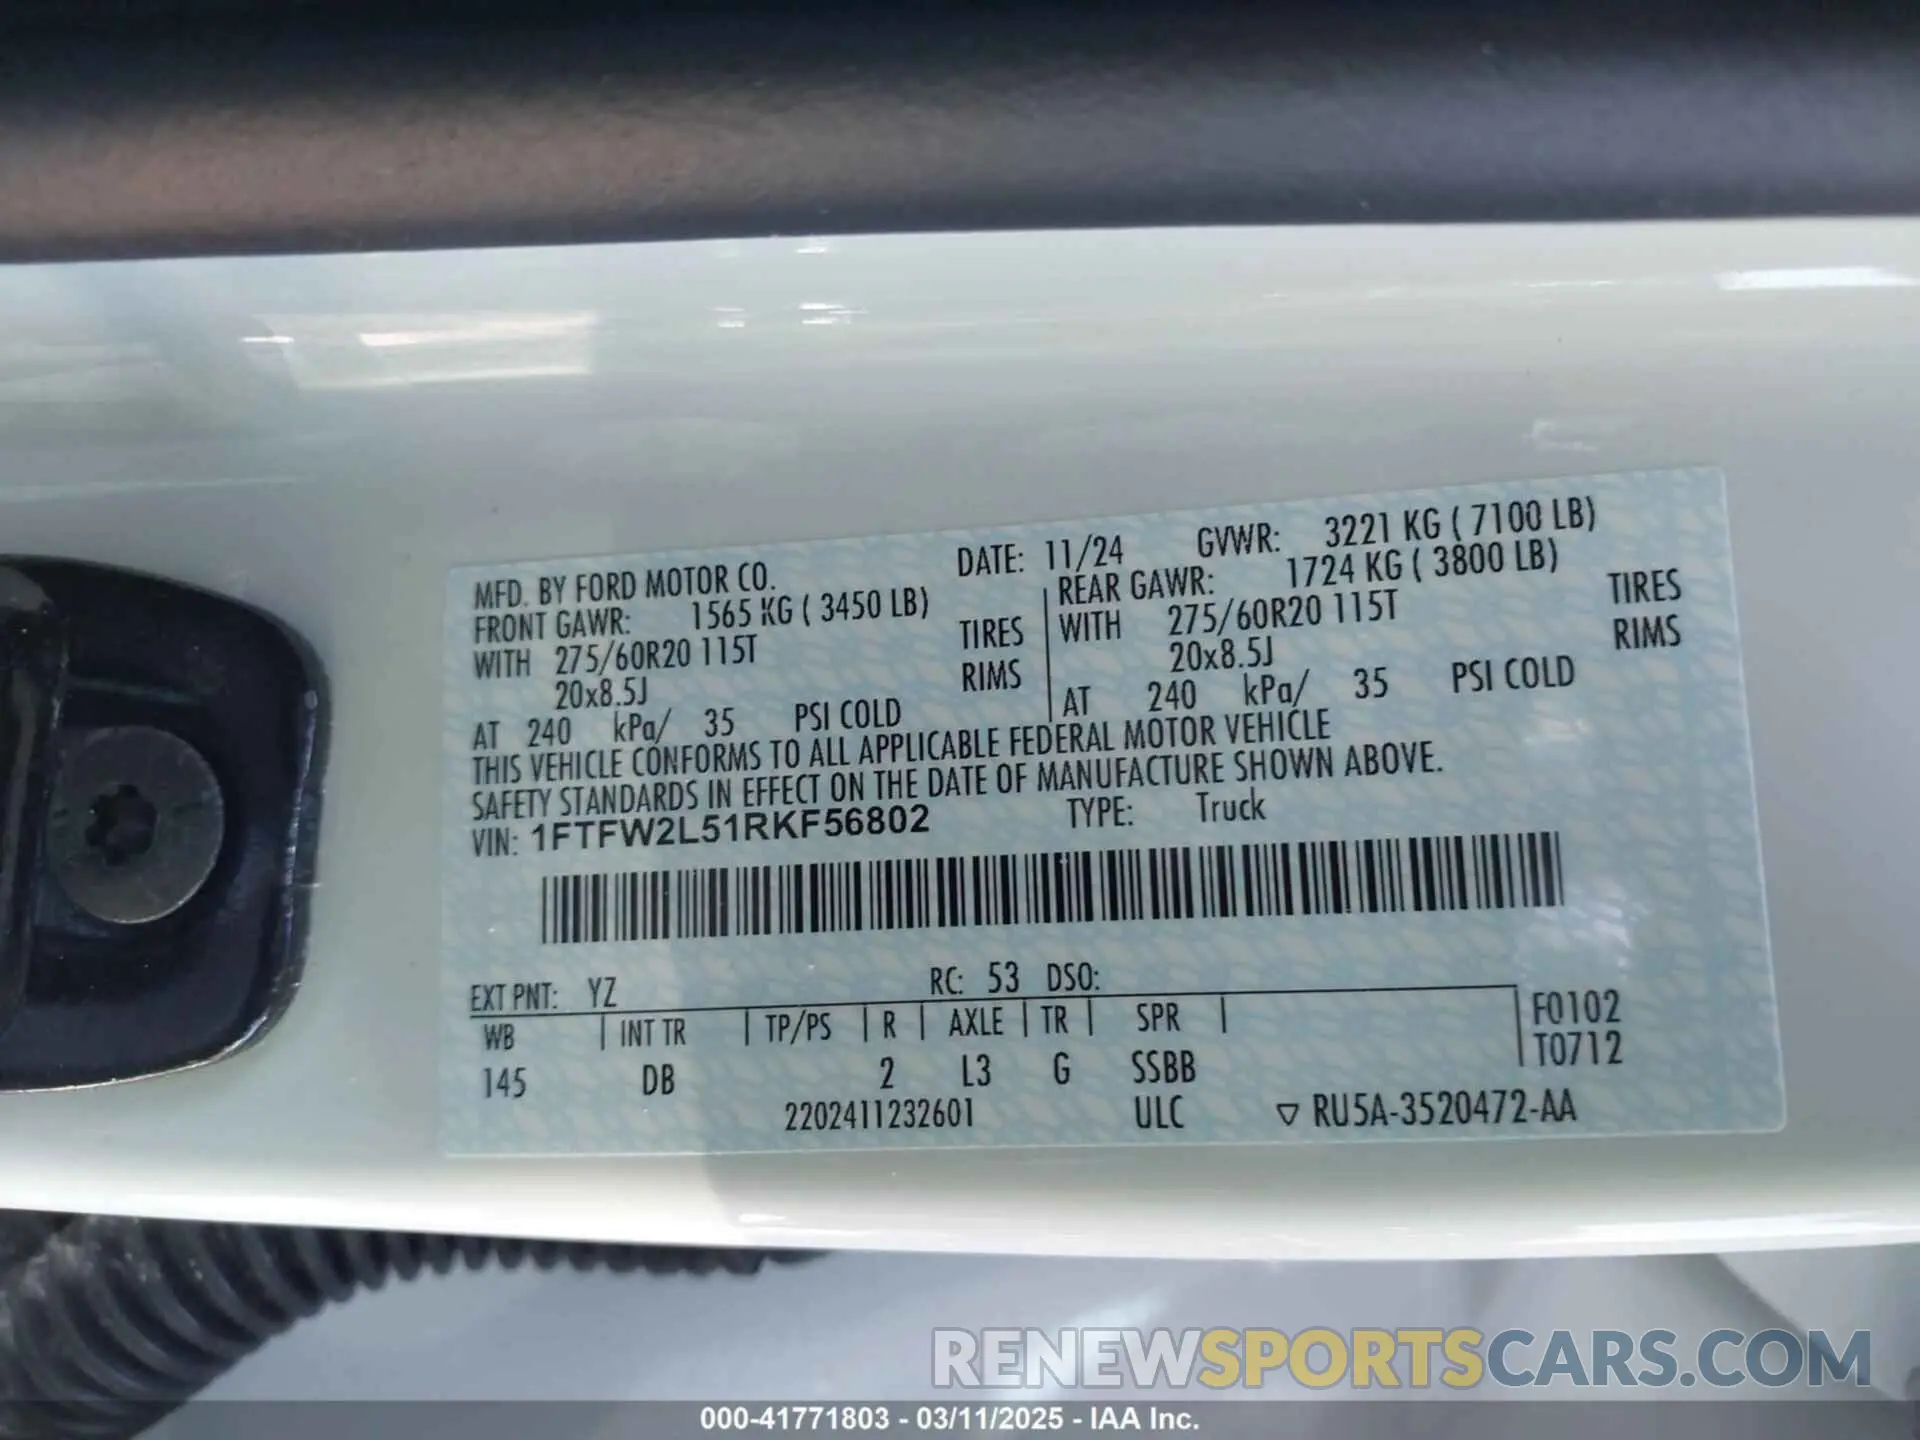 MFD. BY FORD MOTOR CO. DATE: 11/24 GVWR: 3221 KG ( 7100 LB)
FRONT GAWR: 1565 KG ( 3450 LB) REAR GAWR: 1724 KG ( 3800 LB)
WITH 275/60R20 115T TIRES WITH 275/60R20 115T TIRES
20x8.5J RIMS 20x8.5J RIMS
AT 240 kPa/ 35 PSI COLD AT 240 kPa/ 35 PSI COLD
THIS VEHICLE CONFORMS TO ALL APPLICABLE FEDERAL MOTOR VEHICLE
SAFETY STANDARDS IN EFFECT ON THE DATE OF MANUFACTURE SHOWN ABOVE.
VIN: 1FTFW2L51RKF56802 TYPE: Truck
EXT PNT: YZ RC: 53 DSO:
WB | INT TR | TP/PS | R | AXLE | TR | SPR | F0102
145 DB 2 L3 G SSBB T0712
2202411232601 ULC ▽ RU5A-3520472-AA
RENEWSPORTSCARS.COM
000-41771803 - 03/11/2025 - IAA Inc.